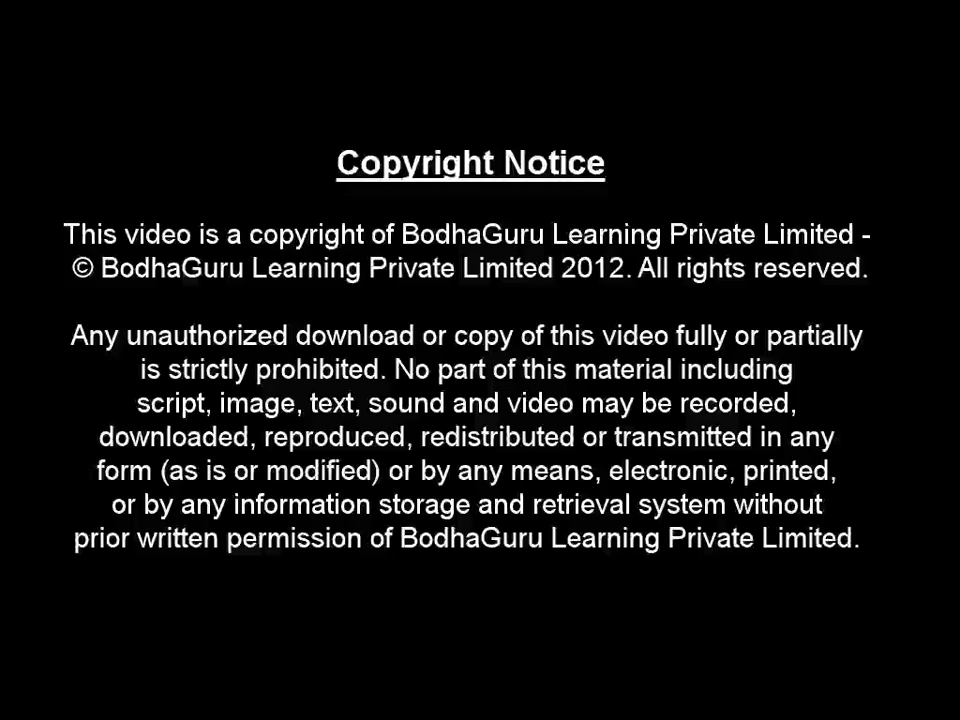 Copyright Notice
This video is a copyright of BodhaGuru Learning Private Limited -
© BodhaGuru Learning Private Limited 2012. All rights reserved.
Any unauthorized download or copy of this video fully or partially
is strictly prohibited. No part of this material including
script, image, text, sound and video may be recorded,
downloaded, reproduced, redistributed or transmitted in any
form (as is or modified) or by any means, electronic, printed,
or by any information storage and retrieval system without
prior written permission of BodhaGuru Learning Private Limited.